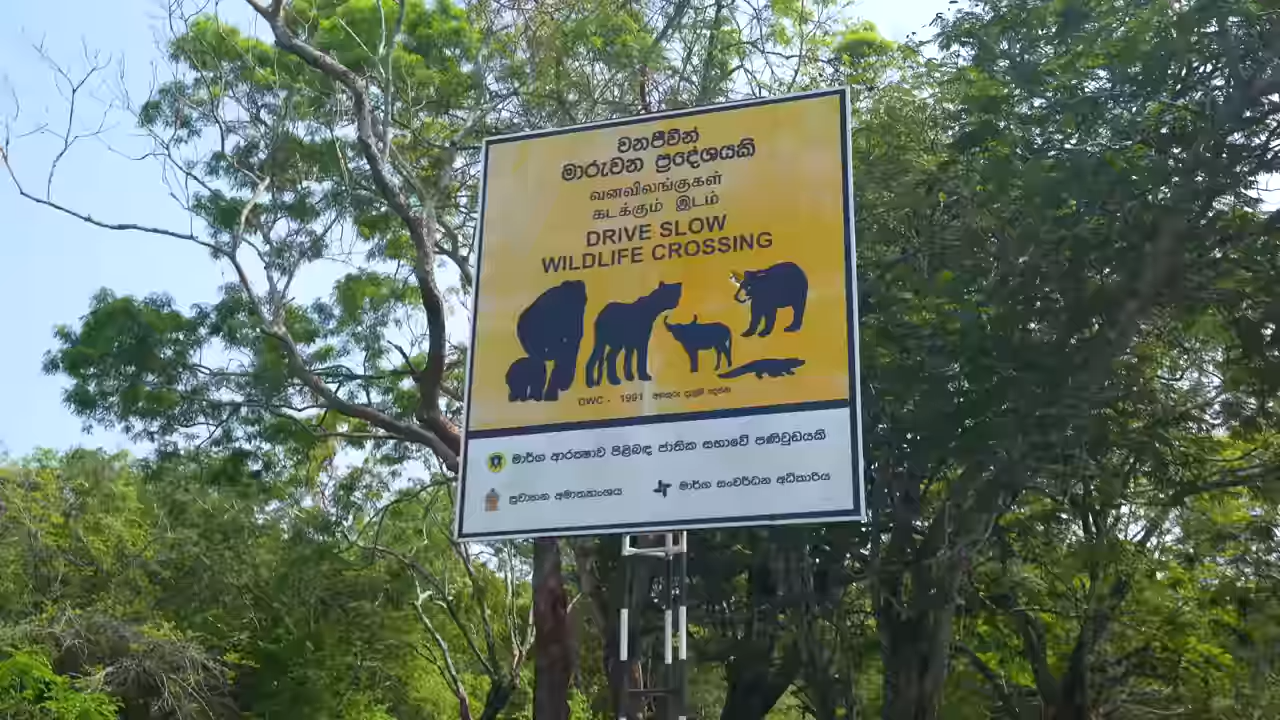 වනජීවීන්
මාරුවන ප්‍රදේශයකි
வனவிலங்குகள்
கடக்கும் இடம்
DRIVE SLOW
WILDLIFE CROSSING
DWC - 1991
මාර්ග ආරක්‍ෂාව පිළිබඳ ජාතික සභාවේ පණිවුඩයකි
ප්‍රවාහන අමාත්‍යාංශය
මාර්ග සංවර්ධන අධිකාරිය